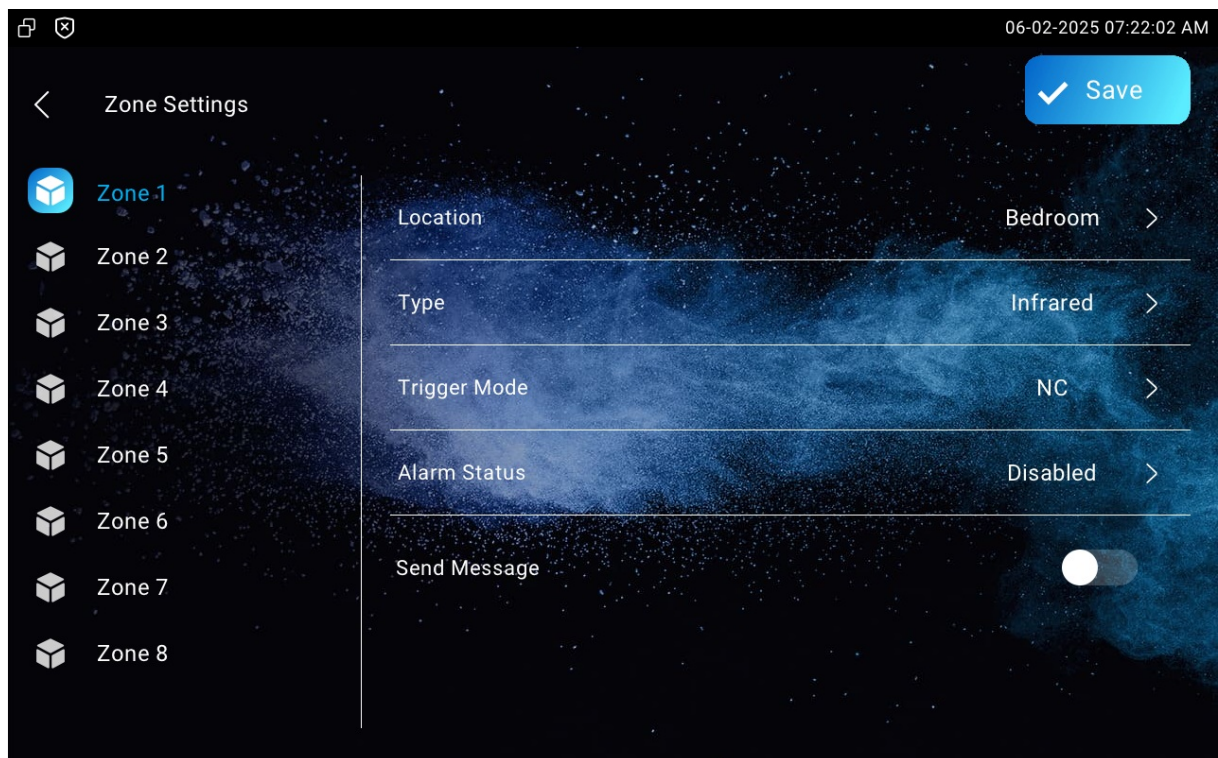 06-02-2025 07:22:02 AM
Zone Settings
Save
Zone 1
Zone 2
Zone 3
Zone 4
Zone 5
Zone 6
Zone 7
Zone 8
Location Bedroom
Type Infrared
Trigger Mode NC
Alarm Status Disabled
Send Message